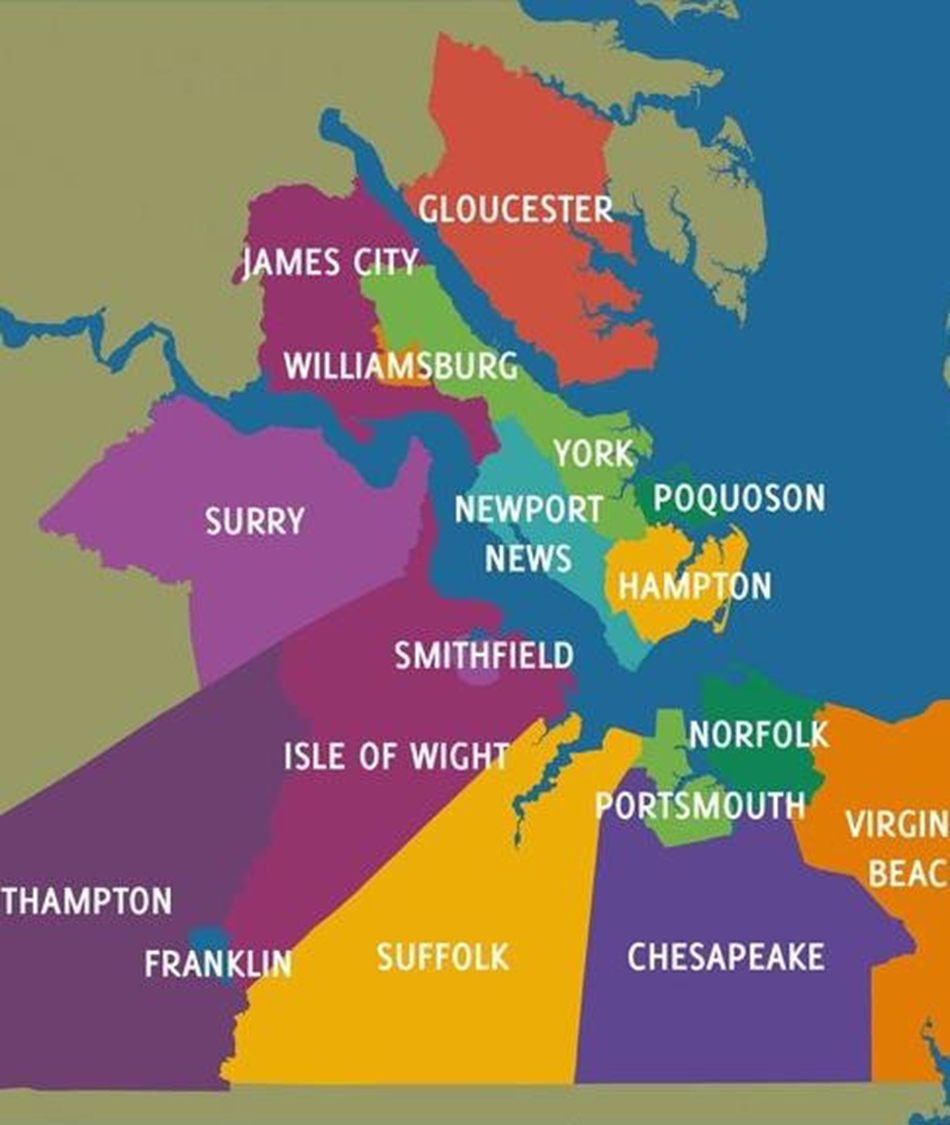 GLOUCESTER
JAMES CITY
WILLIAMSBURG
YORK
POQUOSON
SURRY
NEWPORT
NEWS
HAMPTON
SMITHFIELD
NORFOLK
ISLE OF WIGHT
PORTSMOUTH
VIRGIN
BEAC
THAMPTON
FRANKLIN
SUFFOLK
CHESAPEAKE